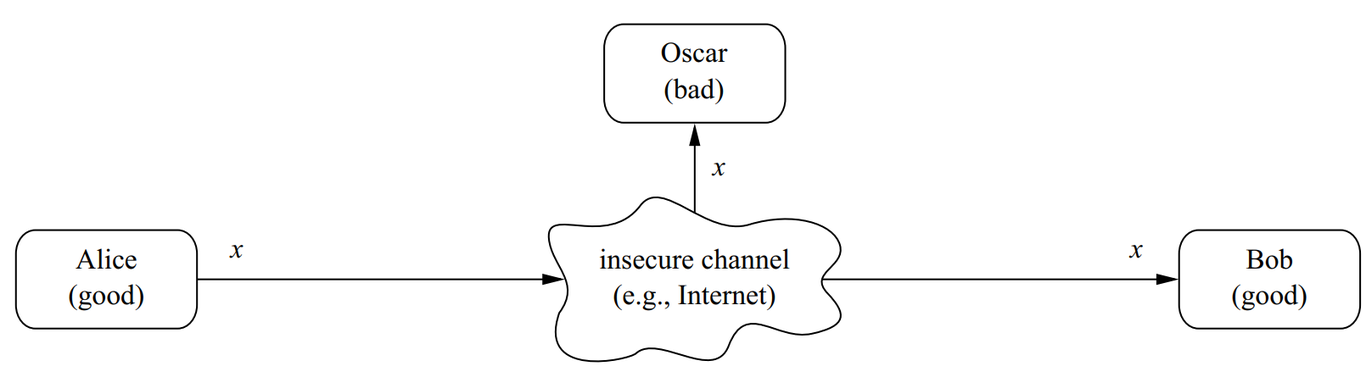 Oscar
(bad)
x
Alice
(good)
x
insecure channel
(e.g., Internet)
x
Bob
(good)